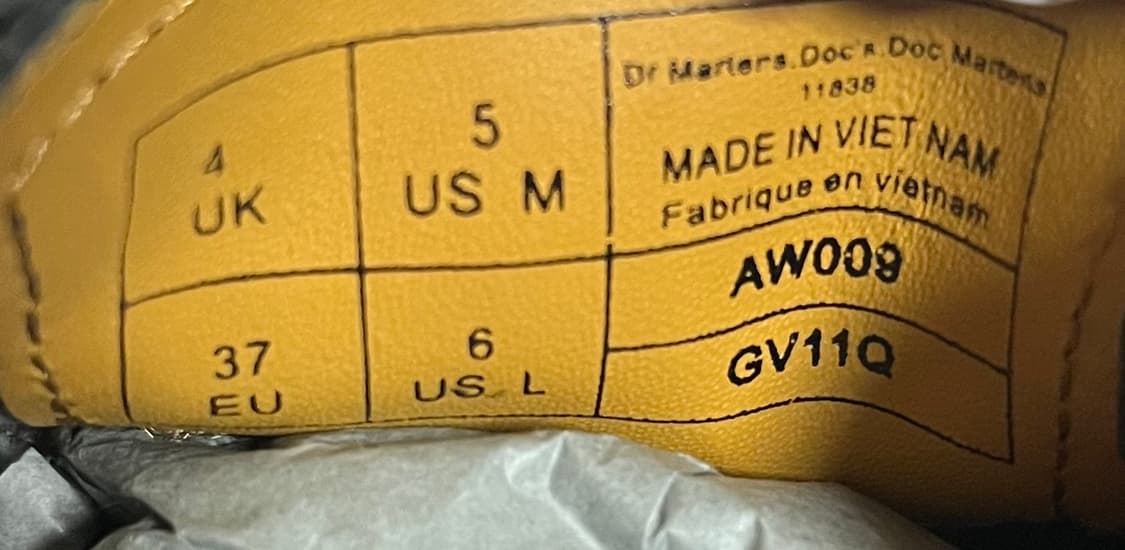 4
UK
5
US M
Dr Martens.Doc's.Doc Martens
11838
MADE IN VIET NAM
Fabrique en vietnam
37
EU
6
US L
AW009
GV11Q